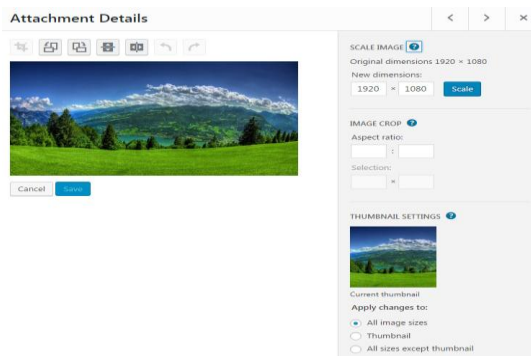 Attachment Details
Cancel
Save
SCALE IMAGE ?
Original dimensions 1920 × 1080
New dimensions:
1920 × 1080 Scale
IMAGE CROP ?
Aspect ratio:
:
Selection:
×
THUMBNAIL SETTINGS ?
Current thumbnail
Apply changes to:
All image sizes
Thumbnail
All sizes except thumbnail